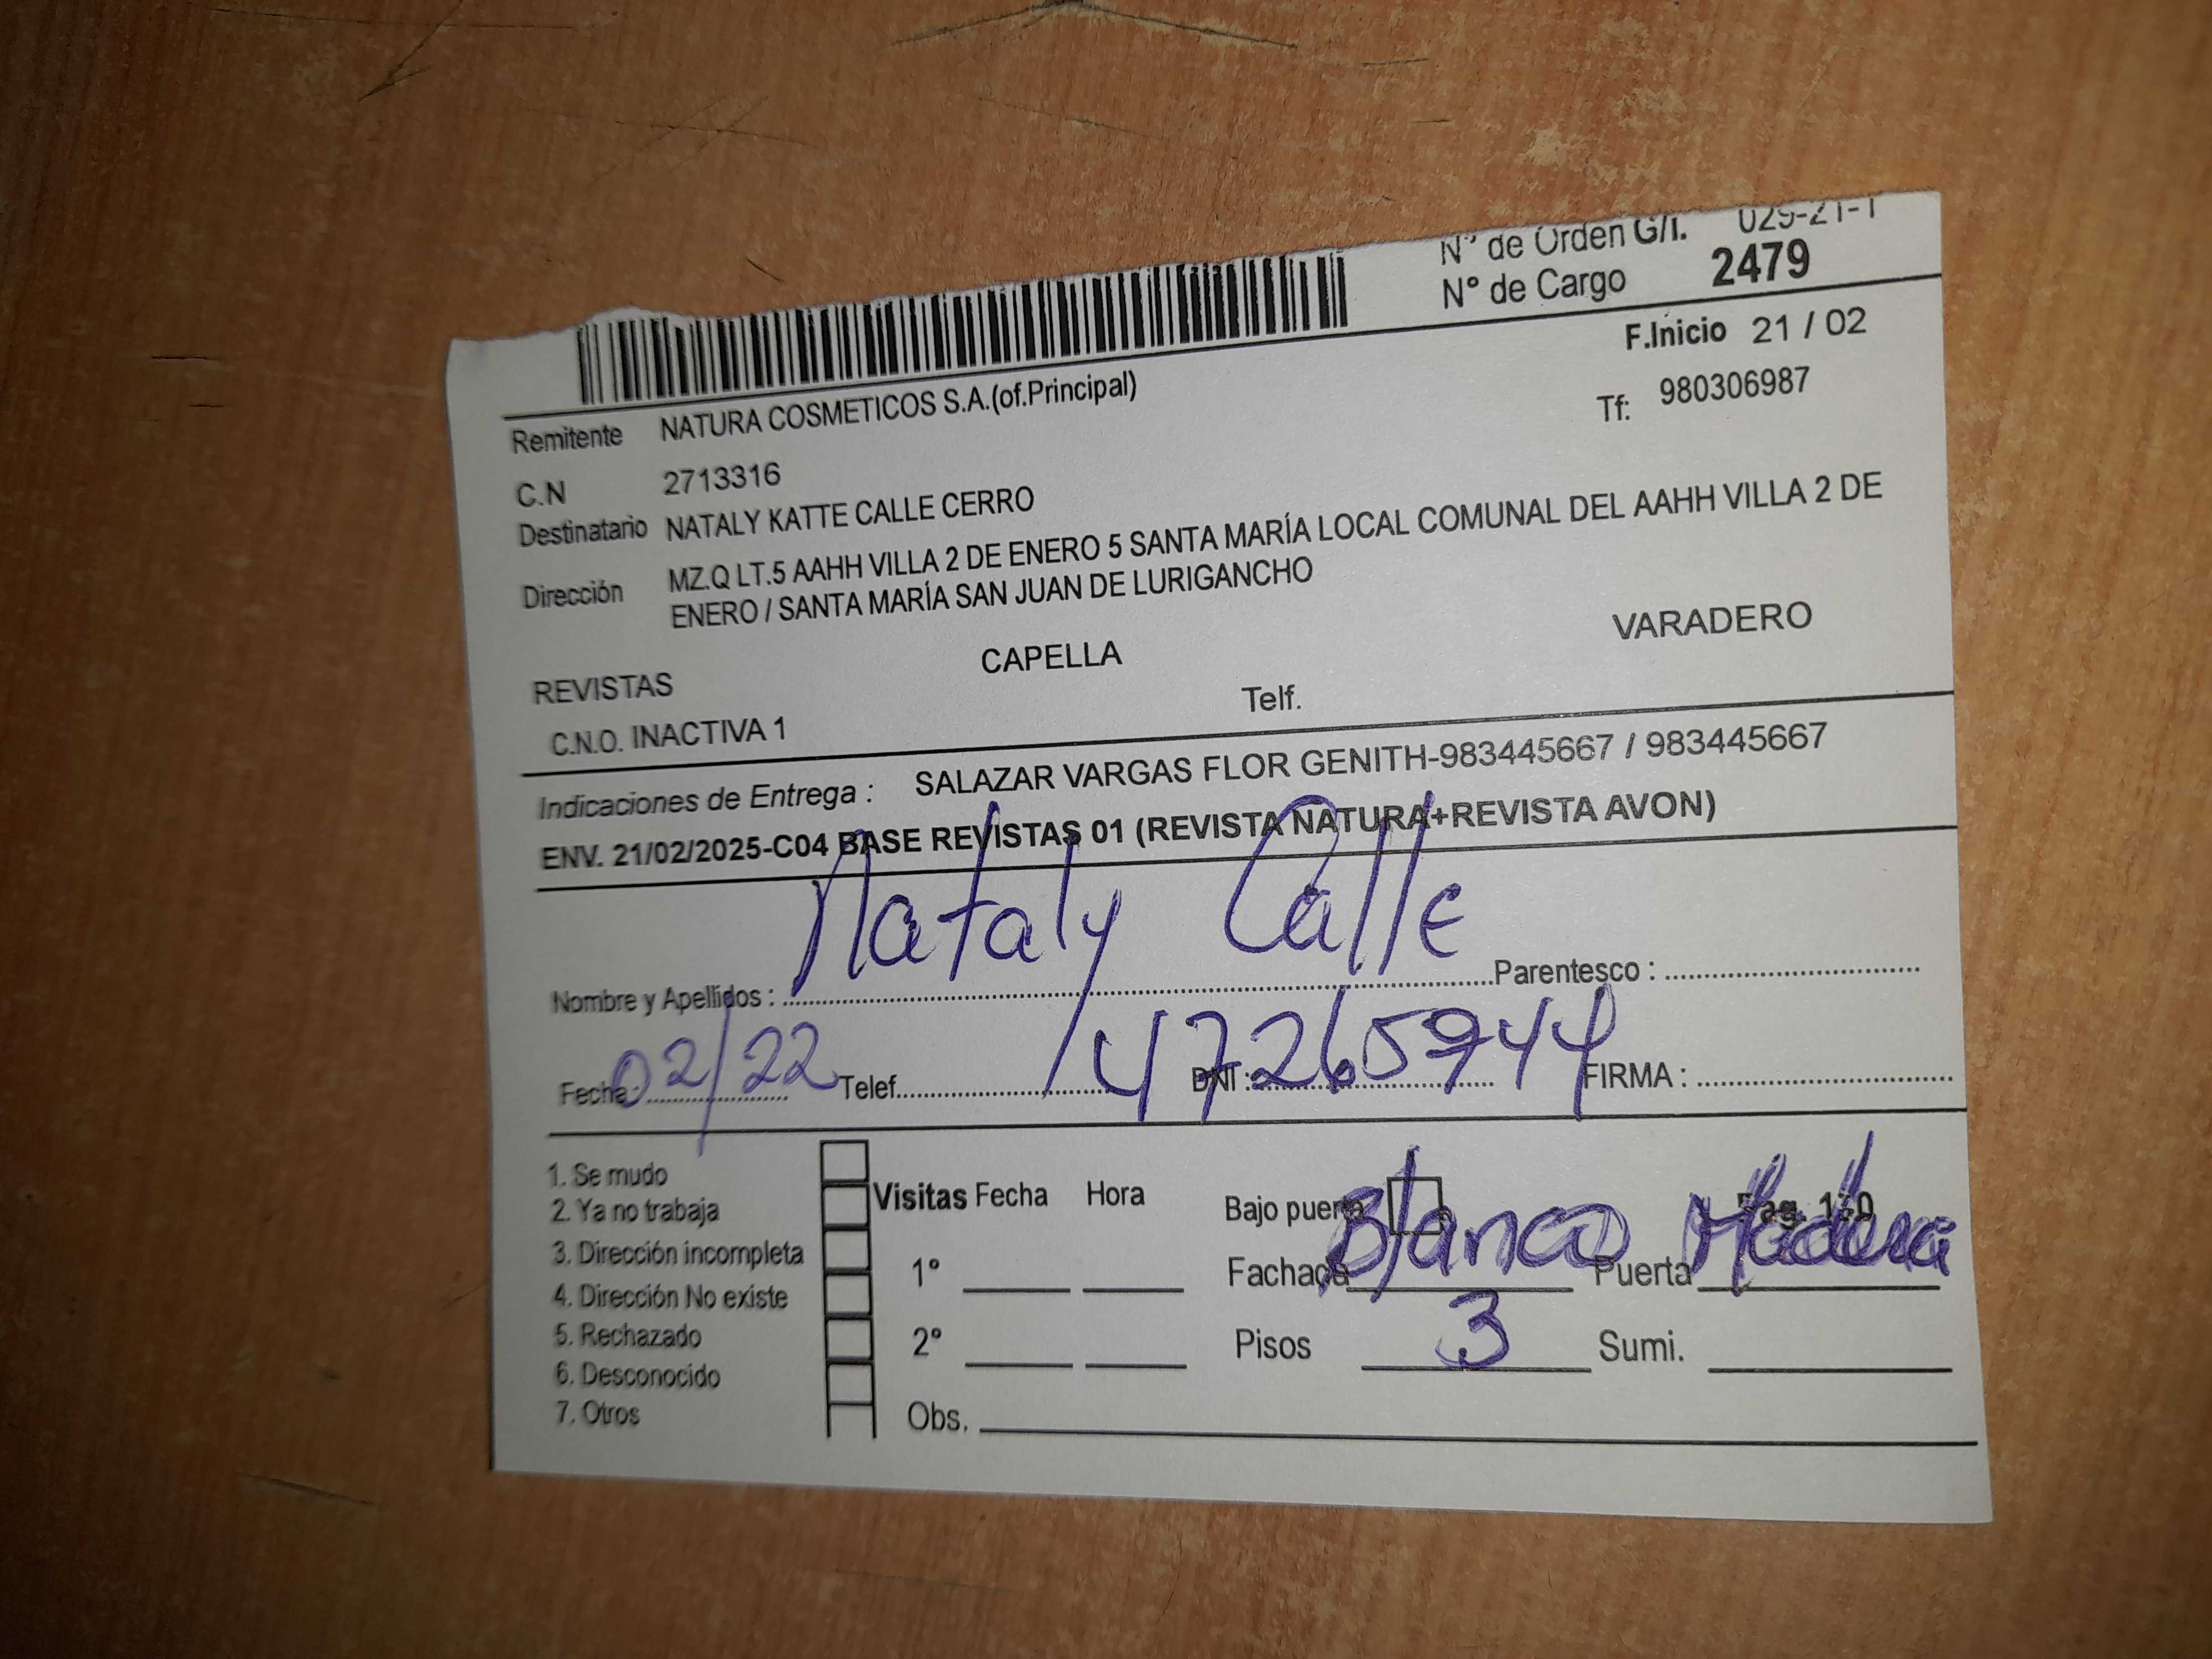 N° de Orden G/I. 029-21-1
N° de Cargo 2479
F.Inicio 21 / 02
Remitente NATURA COSMETICOS S.A.(of.Principal)
Tf: 980306987
C.N 2713316
Destinatario NATALY KATTE CALLE CERRO
Dirección MZ.Q LT.5 AAHH VILLA 2 DE ENERO 5 SANTA MARÍA LOCAL COMUNAL DEL AAHH VILLA 2 DE
ENERO / SANTA MARÍA SAN JUAN DE LURIGANCHO
REVISTAS CAPELLA VARADERO
C.N.O. INACTIVA 1 Telf.
Indicaciones de Entrega : SALAZAR VARGAS FLOR GENITH-983445667 / 983445667
ENV. 21/02/2025-C04 BASE REVISTAS 01 (REVISTA NATURA+REVISTA AVON)
Nataly Calle
Nombre y Apellidos : Parentesco :
Fecha: 02/22 Telef. DNI : 47265944 FIRMA :
1. Se mudo
2. Ya no trabaja
3. Dirección incompleta
4. Dirección No existe
5. Rechazado
6. Desconocido
7. Otros
Visitas Fecha Hora
1°
2°
Obs.
Bajo puerta
Fachada Blanco Puerta Madera
Pisos 3 Sumi.